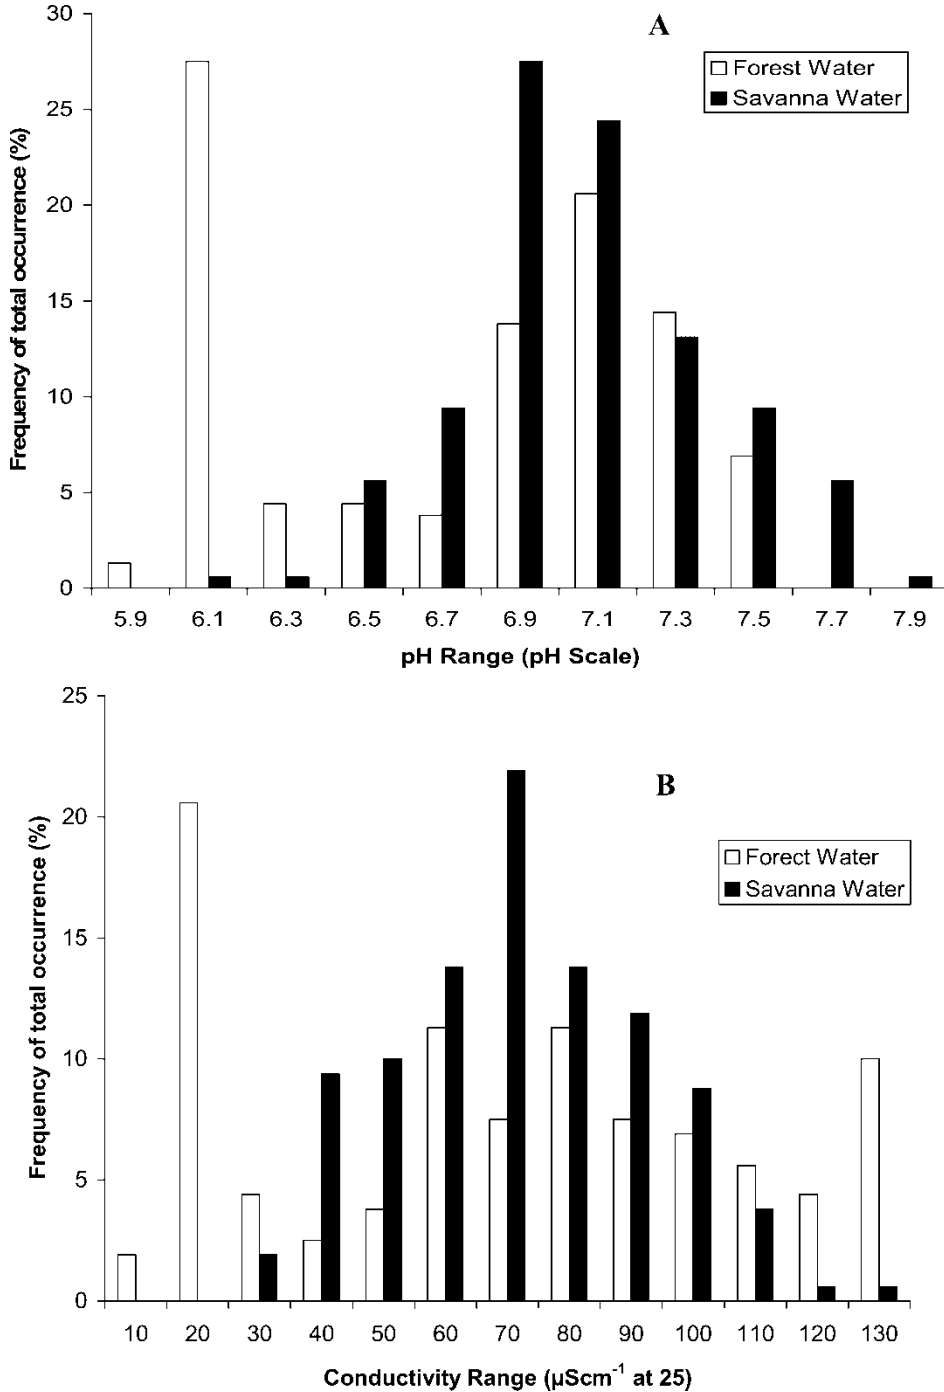 A
Forest Water
Savanna Water
Frequency of total occurrence (%)
30
25
20
15
10
5
0
5.9 6.1 6.3 6.5 6.7 6.9 7.1 7.3 7.5 7.7 7.9
pH Range (pH Scale)
B
Forect Water
Savanna Water
Frequency of total occurrence (%)
25
20
15
10
5
0
10 20 30 40 50 60 70 80 90 100 110 120 130
Conductivity Range (µScm⁻¹ at 25)